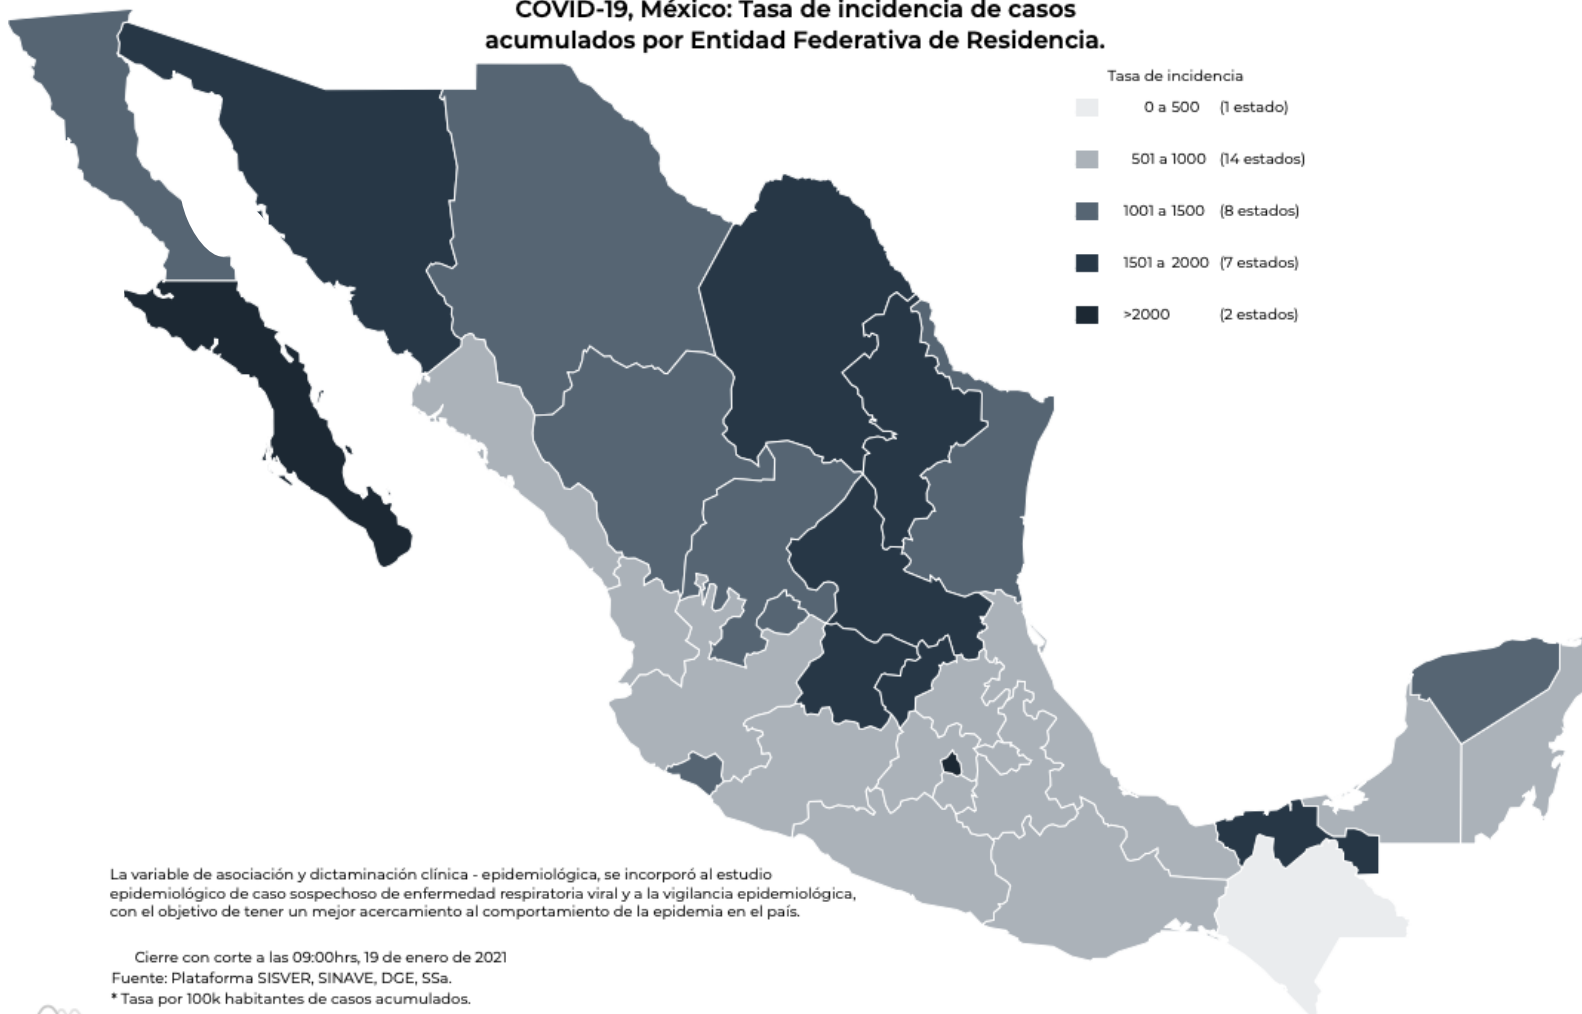 COVID-19, México: Tasa de incidencia de casos
acumulados por Entidad Federativa de Residencia.
Tasa de incidencia
0 a 500 (1 estado)
501 a 1000 (14 estados)
1001 a 1500 (8 estados)
1501 a 2000 (7 estados)
>2000 (2 estados)
La variable de asociación y dictaminación clínica - epidemiológica, se incorporó al estudio
epidemiológico de caso sospechoso de enfermedad respiratoria viral y a la vigilancia epidemiológica,
con el objetivo de tener un mejor acercamiento al comportamiento de la epidemia en el país.
Cierre con corte a las 09:00hrs, 19 de enero de 2021
Fuente: Plataforma SISVER, SINAVE, DGE, SSa.
* Tasa por 100k habitantes de casos acumulados.